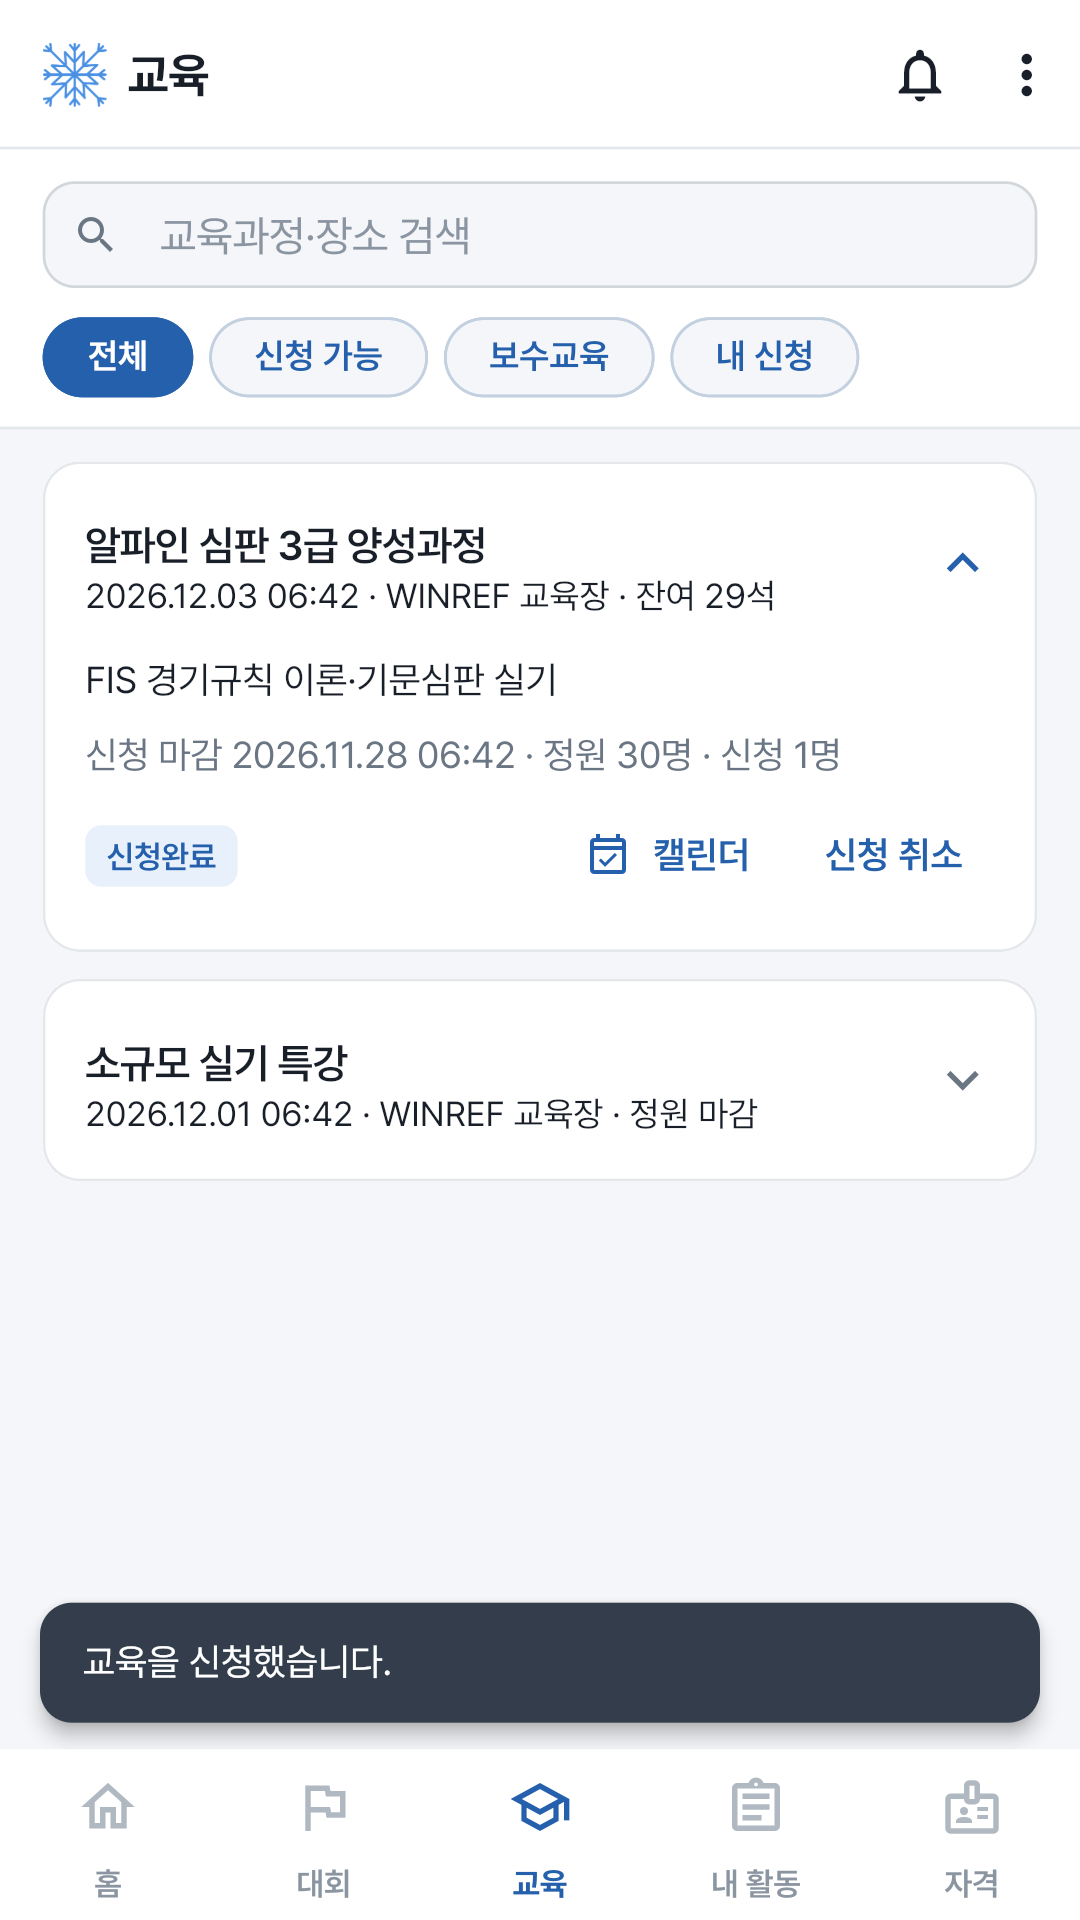 교육
교육과정·장소 검색
전체
신청 가능
보수교육
내 신청
알파인 심판 3급 양성과정
2026.12.03 06:42 · WINREF 교육장 · 잔여 29석
FIS 경기규칙 이론·기문심판 실기
신청 마감 2026.11.28 06:42 · 정원 30명 · 신청 1명
신청완료
캘린더
신청 취소
소규모 실기 특강
2026.12.01 06:42 · WINREF 교육장 · 정원 마감
교육을 신청했습니다.
홈
대회
교육
내 활동
자격